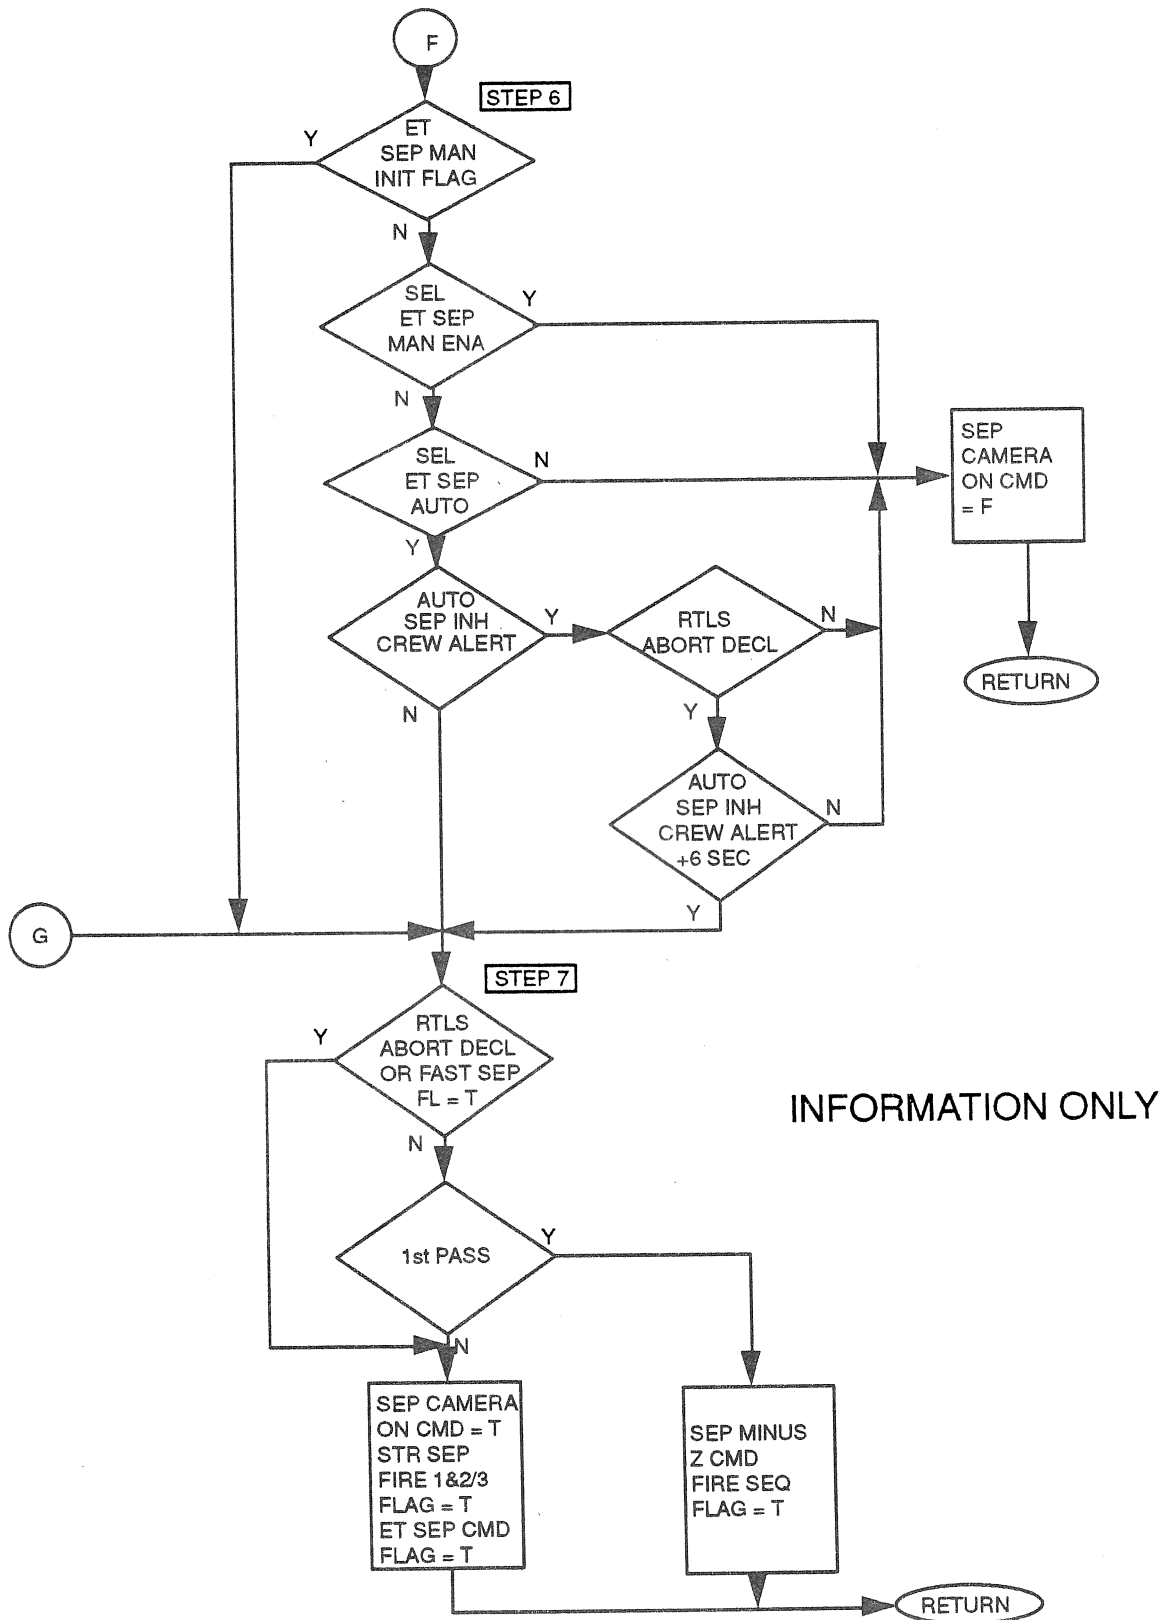 F
STEP 6
ET
SEP MAN
INIT FLAG
Y
N
SEL
ET SEP
MAN ENA
Y
N
SEL
ET SEP
AUTO
N
Y
SEP
CAMERA
ON CMD
= F
RETURN
AUTO
SEP INH
CREW ALERT
Y
N
RTLS
ABORT DECL
N
Y
AUTO
SEP INH
CREW ALERT
+6 SEC
N
Y
G
STEP 7
RTLS
ABORT DECL
OR FAST SEP
FL = T
Y
N
INFORMATION ONLY
1st PASS
Y
N
SEP CAMERA
ON CMD = T
STR SEP
FIRE 1&2/3
FLAG = T
ET SEP CMD
FLAG = T
SEP MINUS
Z CMD
FIRE SEQ
FLAG = T
RETURN